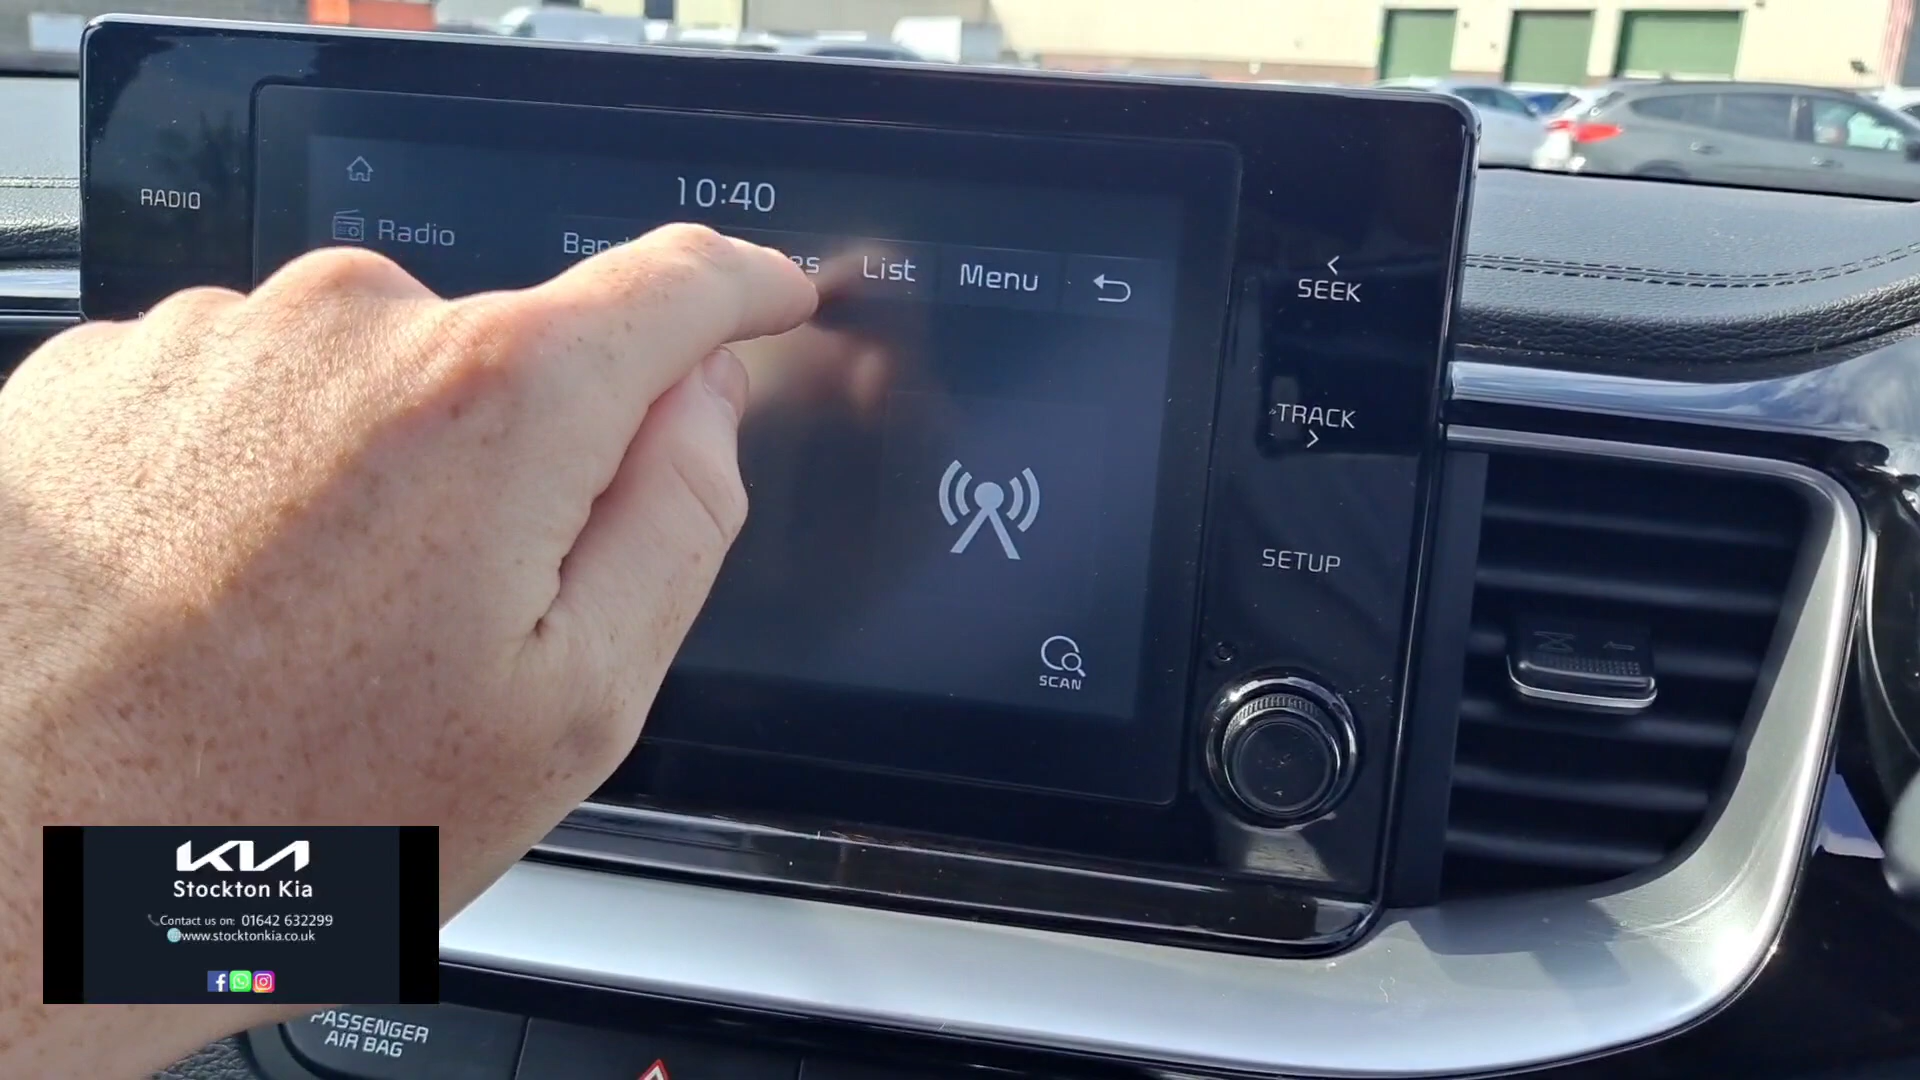 RADIO
10:40
Radio
List
Menu
< SEEK
TRACK >
SETUP
SCAN
KIA
Stockton Kia
Contact us on: 01642 632299
www.stocktonkia.co.uk
PASSENGER
AIR BAG